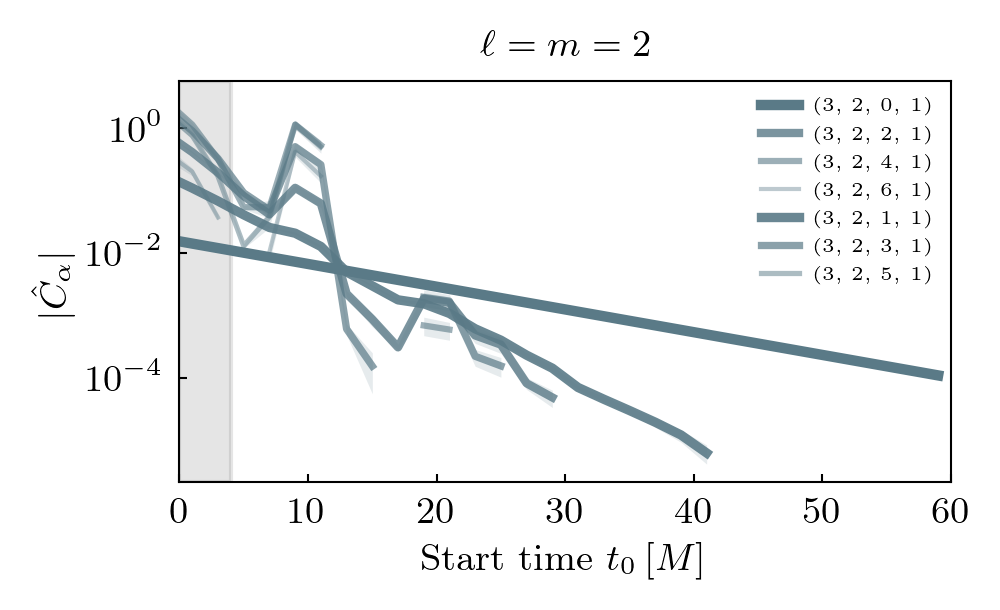 ℓ = m = 2
|Ĉ_α|
10^0
10^−2
10^−4
(3, 2, 0, 1)
(3, 2, 2, 1)
(3, 2, 4, 1)
(3, 2, 6, 1)
(3, 2, 1, 1)
(3, 2, 3, 1)
(3, 2, 5, 1)
0 10 20 30 40 50 60
Start time t_0 [M]